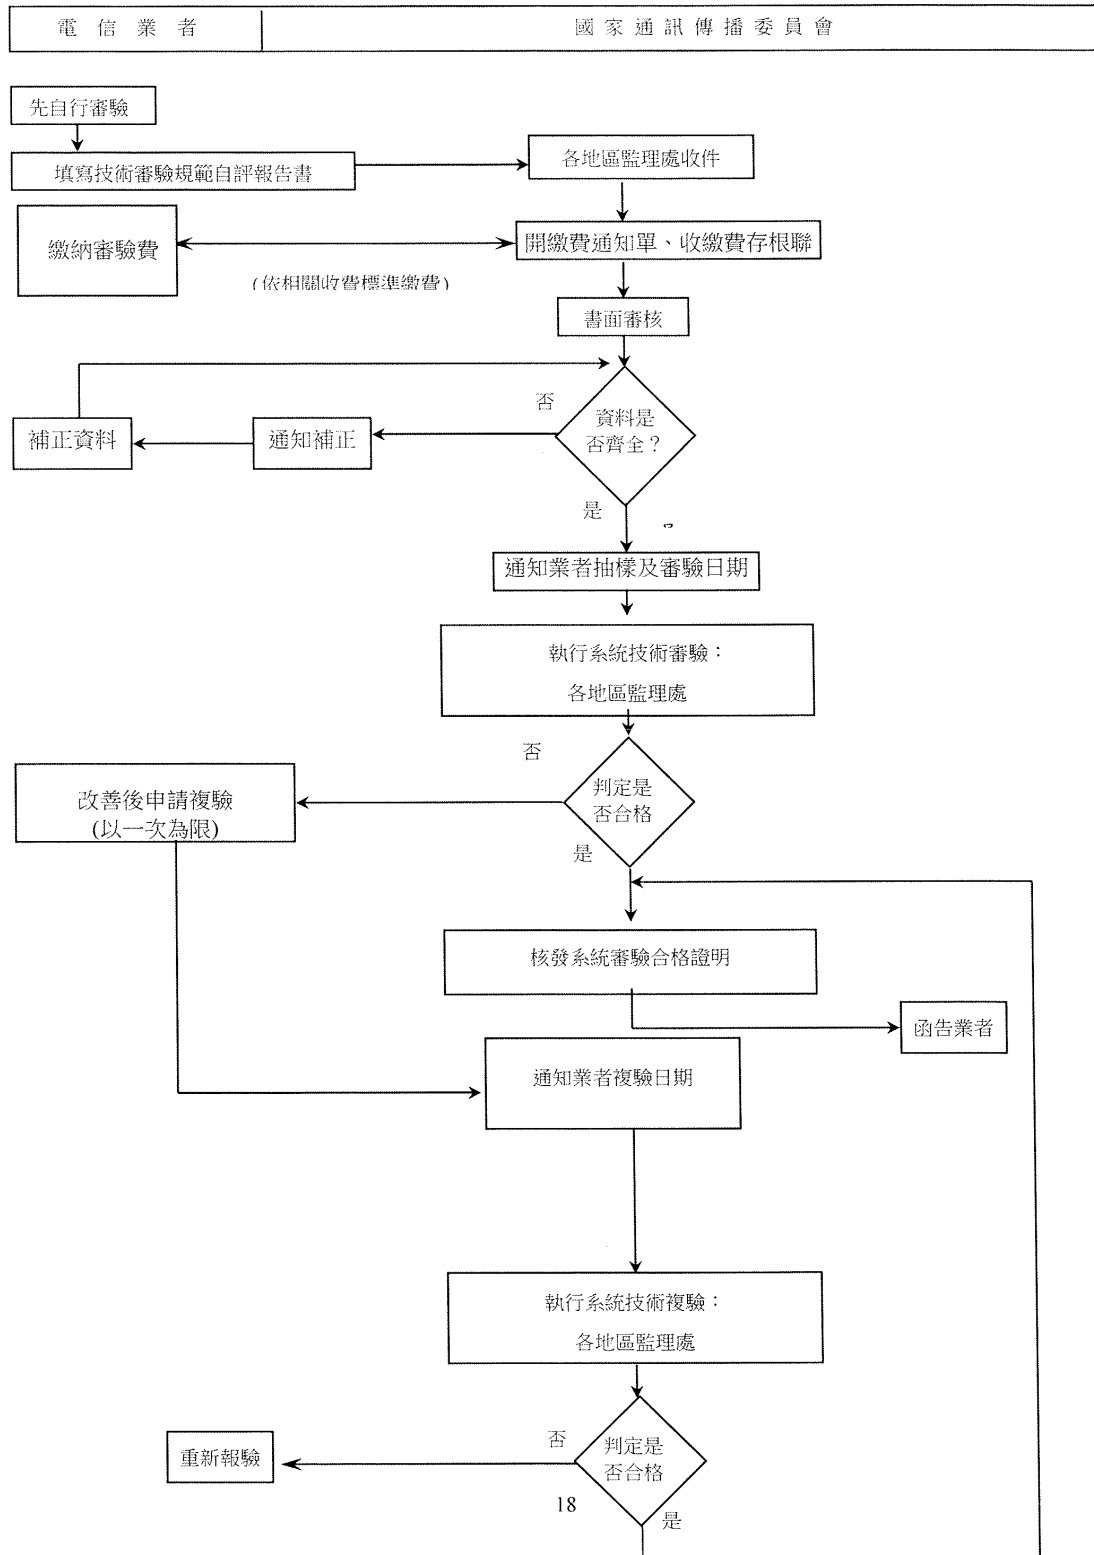 電信業者
國家通訊傳播委員會
先自行審驗
填寫技術審驗規範自評報告書
各地區監理處收件
繳納審驗費
開繳費通知單、收繳費存根聯
(依相關收費標準繳費)
書面審核
否
資料是
否齊全？
補正資料
通知補正
是
通知業者抽樣及審驗日期
執行系統技術審驗：
各地區監理處
否
判定是
否合格
改善後申請複驗
(以一次為限)
是
核發系統審驗合格證明
函告業者
通知業者複驗日期
執行系統技術複驗：
各地區監理處
否
判定是
否合格
重新報驗
18
是